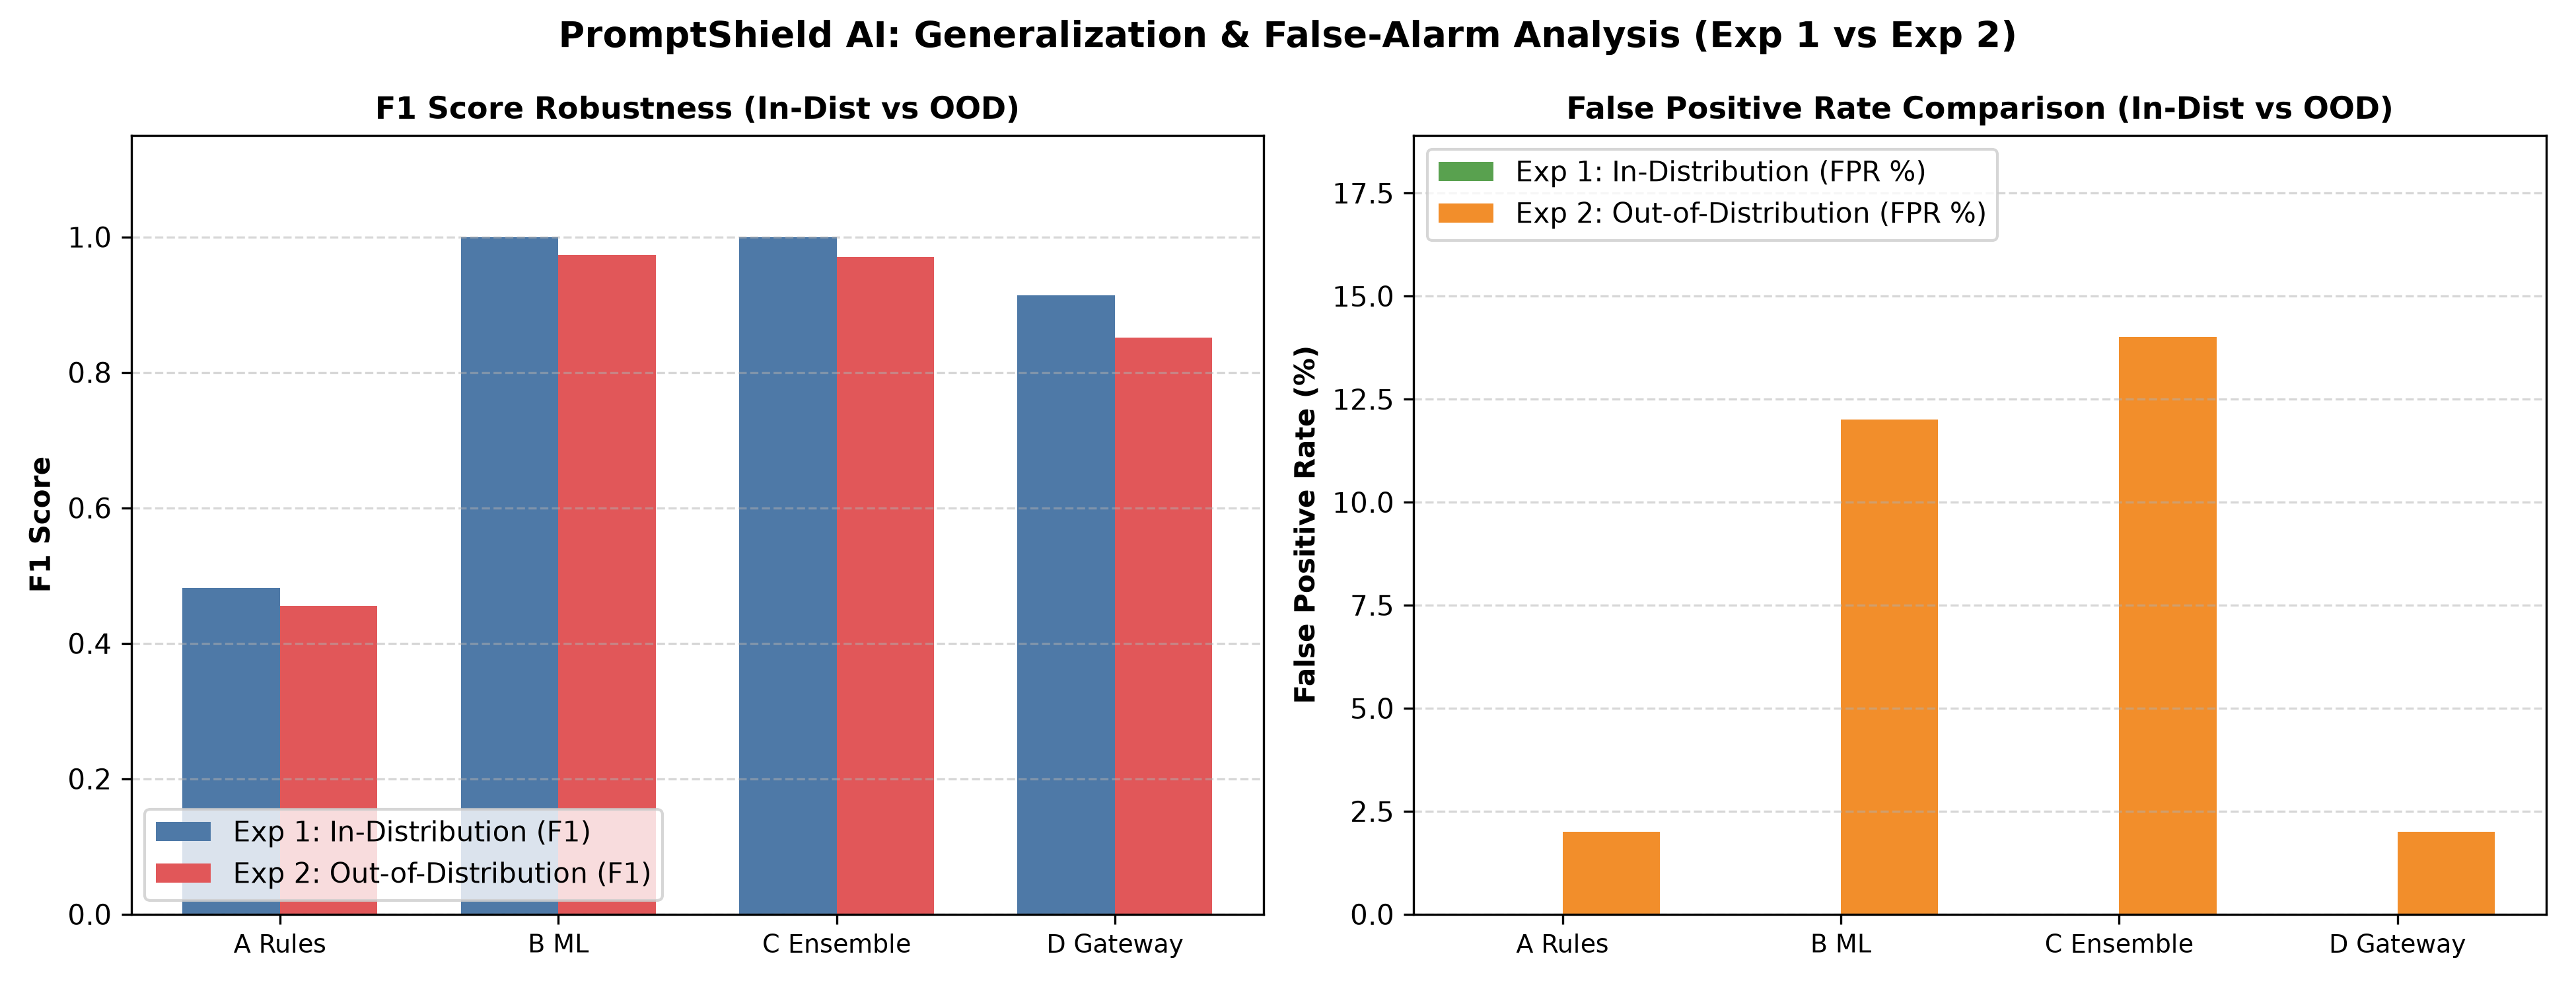 PromptShield AI: Generalization & False-Alarm Analysis (Exp 1 vs Exp 2)
F1 Score Robustness (In-Dist vs OOD)
F1 Score
1.0
0.8
0.6
0.4
0.2
0.0
Exp 1: In-Distribution (F1)
Exp 2: Out-of-Distribution (F1)
A Rules
B ML
C Ensemble
D Gateway
False Positive Rate Comparison (In-Dist vs OOD)
False Positive Rate (%)
17.5
15.0
12.5
10.0
7.5
5.0
2.5
0.0
Exp 1: In-Distribution (FPR %)
Exp 2: Out-of-Distribution (FPR %)
A Rules
B ML
C Ensemble
D Gateway